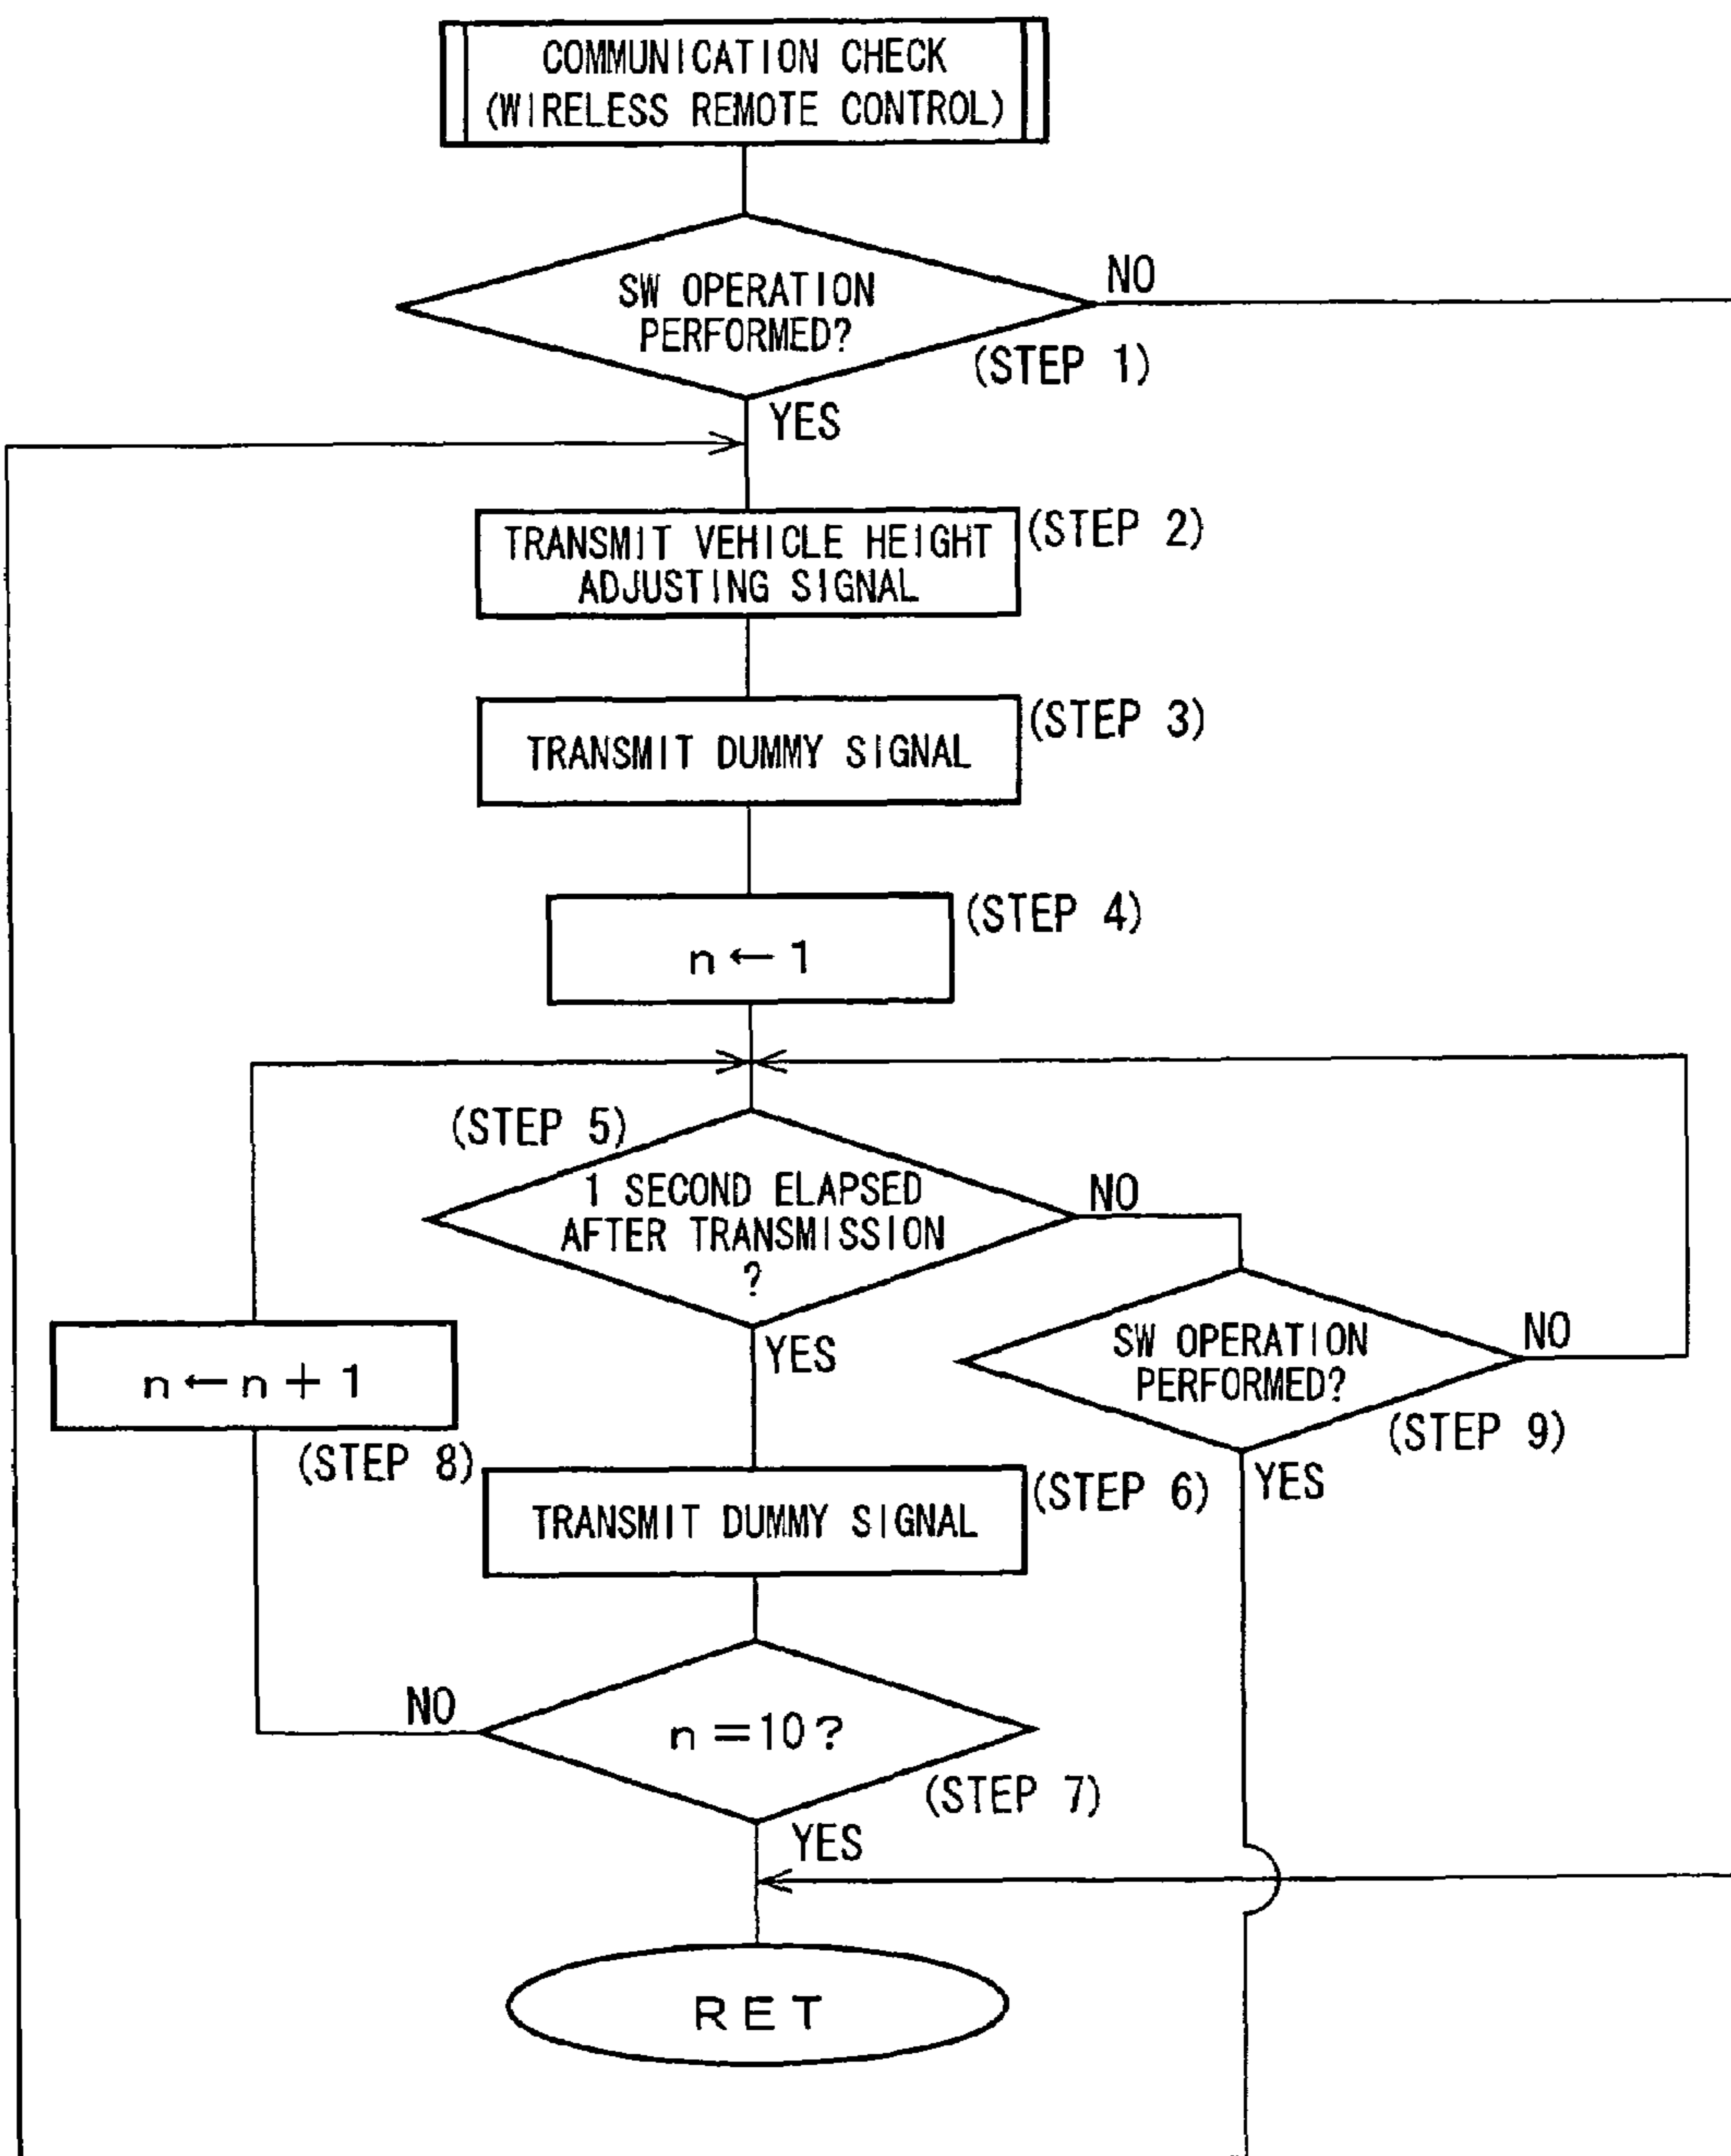 COMMUNICATION CHECK
(WIRELESS REMOTE CONTROL)
SW OPERATION
PERFORMED?
NO
(STEP 1)
YES
TRANSMIT VEHICLE HEIGHT
ADJUSTING SIGNAL
(STEP 2)
TRANSMIT DUMMY SIGNAL
(STEP 3)
n ← 1
(STEP 4)
(STEP 5)
1 SECOND ELAPSED
AFTER TRANSMISSION
?
NO
YES
SW OPERATION
PERFORMED?
NO
(STEP 9)
YES
n ← n + 1
(STEP 8)
TRANSMIT DUMMY SIGNAL
(STEP 6)
n = 10 ?
NO
(STEP 7)
YES
RET